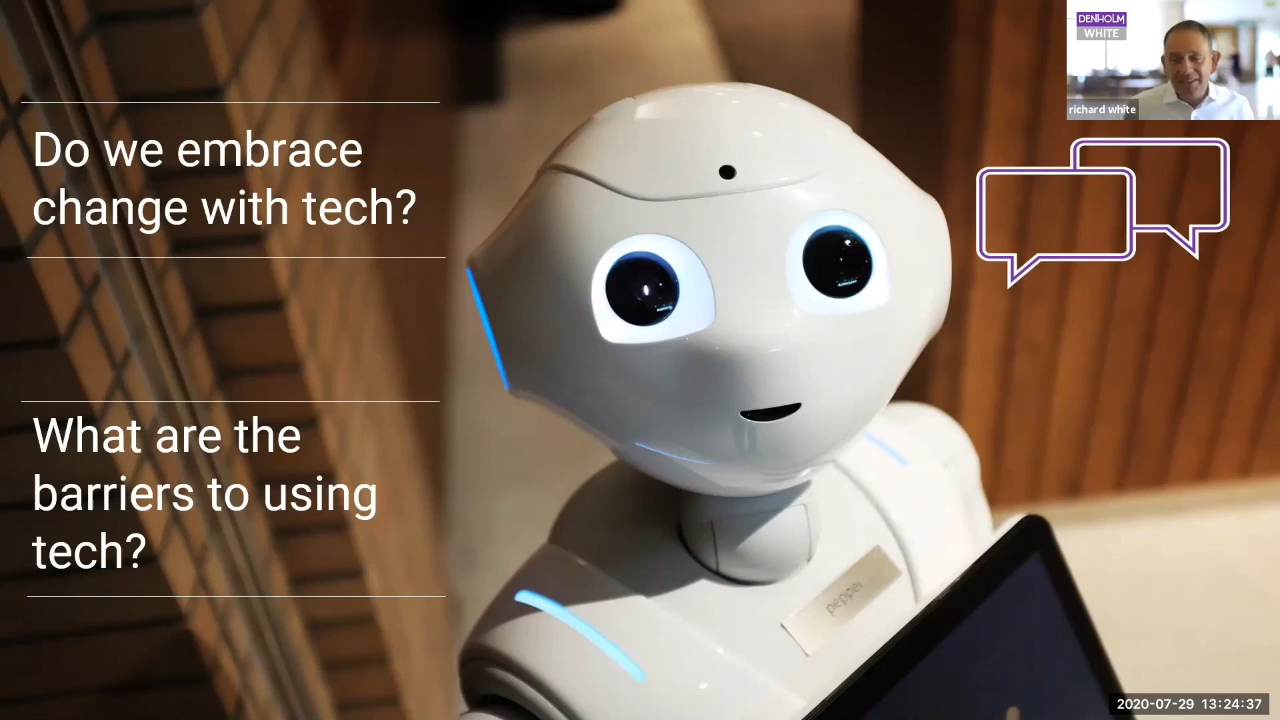 Do we embrace
change with tech?
What are the
barriers to using
tech?
DENHOLM
WHITE
richard white
pepper
2020-07-29 13:24:37